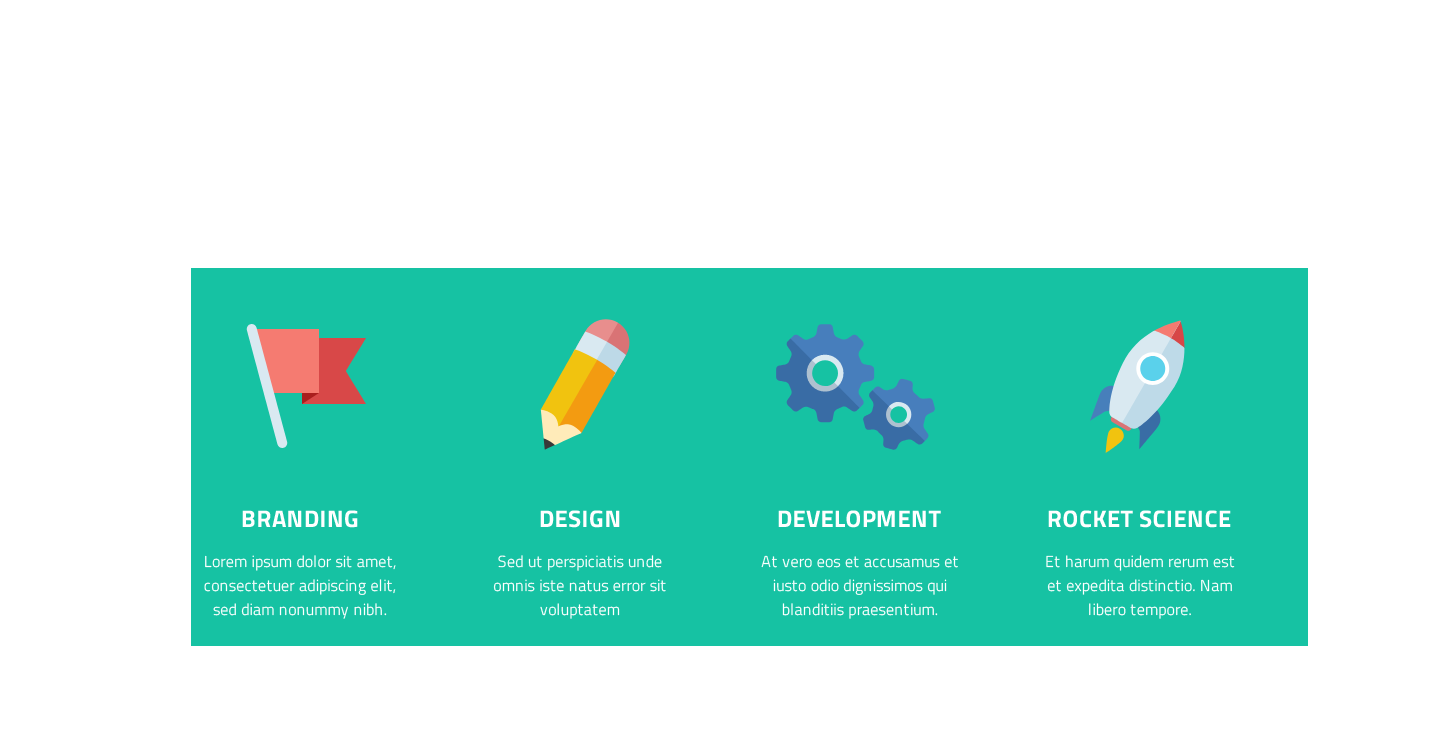 BRANDING
Lorem ipsum dolor sit amet,
consectetuer adipiscing elit,
sed diam nonummy nibh.
DESIGN
Sed ut perspiciatis unde
omnis iste natus error sit
voluptatem
DEVELOPMENT
At vero eos et accusamus et
iusto odio dignissimos qui
blanditiis praesentium.
ROCKET SCIENCE
Et harum quidem rerum est
et expedita distinctio. Nam
libero tempore.